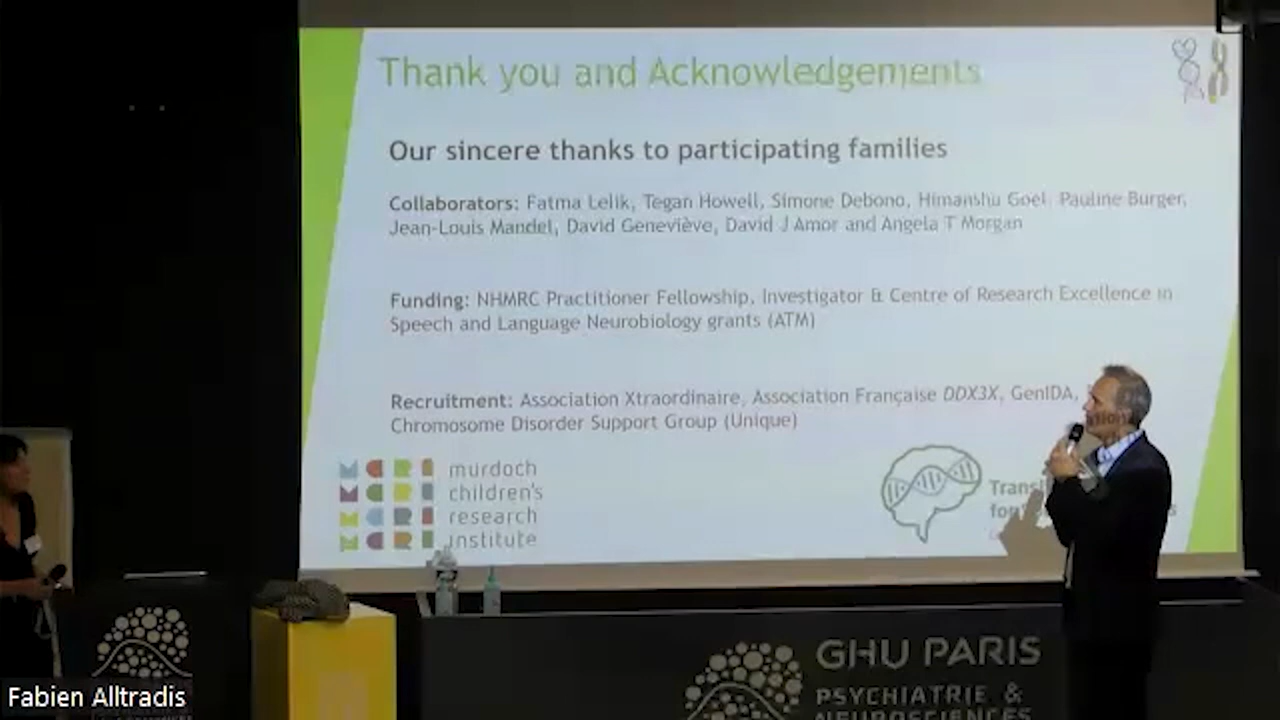 Thank you and Acknowledgements
Our sincere thanks to participating families
Collaborators: Fatma Lelik, Tegan Howell, Simone Debono, Himanshu Goel, Pauline Burger,
Jean-Louis Mandel, David Geneviève, David J Amor and Angela T Morgan
Funding: NHMRC Practitioner Fellowship, Investigator & Centre of Research Excellence in
Speech and Language Neurobiology grants (ATM)
Recruitment: Association Xtraordinaire, Association Française DDX3X, GenIDA,
Chromosome Disorder Support Group (Unique)
murdoch
children's
research
institute
GHU PARIS
PSYCHIATRIE &
NEUROSCIENCES
Fabien Alltradis